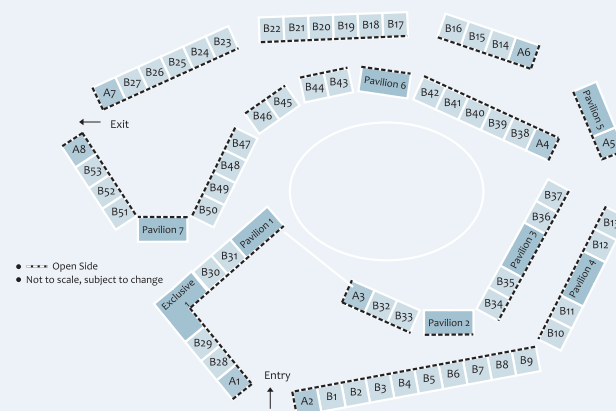 B22 B21 B20 B19 B18 B17
B16 B15 B14 A6
A7 B27 B26 B25 B24 B23
B44 B43
Pavilion 6
B42 B41 B40 B39 B38 A4
Pavilion 5
A5
B46 B45
Exit
A8 B53 B52 B51
Pavilion 7
B47 B48 B49 B50
B37 B36
Pavilion 3
B35 B34
B12
Pavilion 4
B11 B10
Pavilion 1
B31 B30
Exclusive
1
B29 B28 A1
Open Side
Not to scale, subject to change
A3 B32 B33
Pavilion 2
Entry
A2 B1 B2 B3 B4 B5 B6 B7 B8 B9